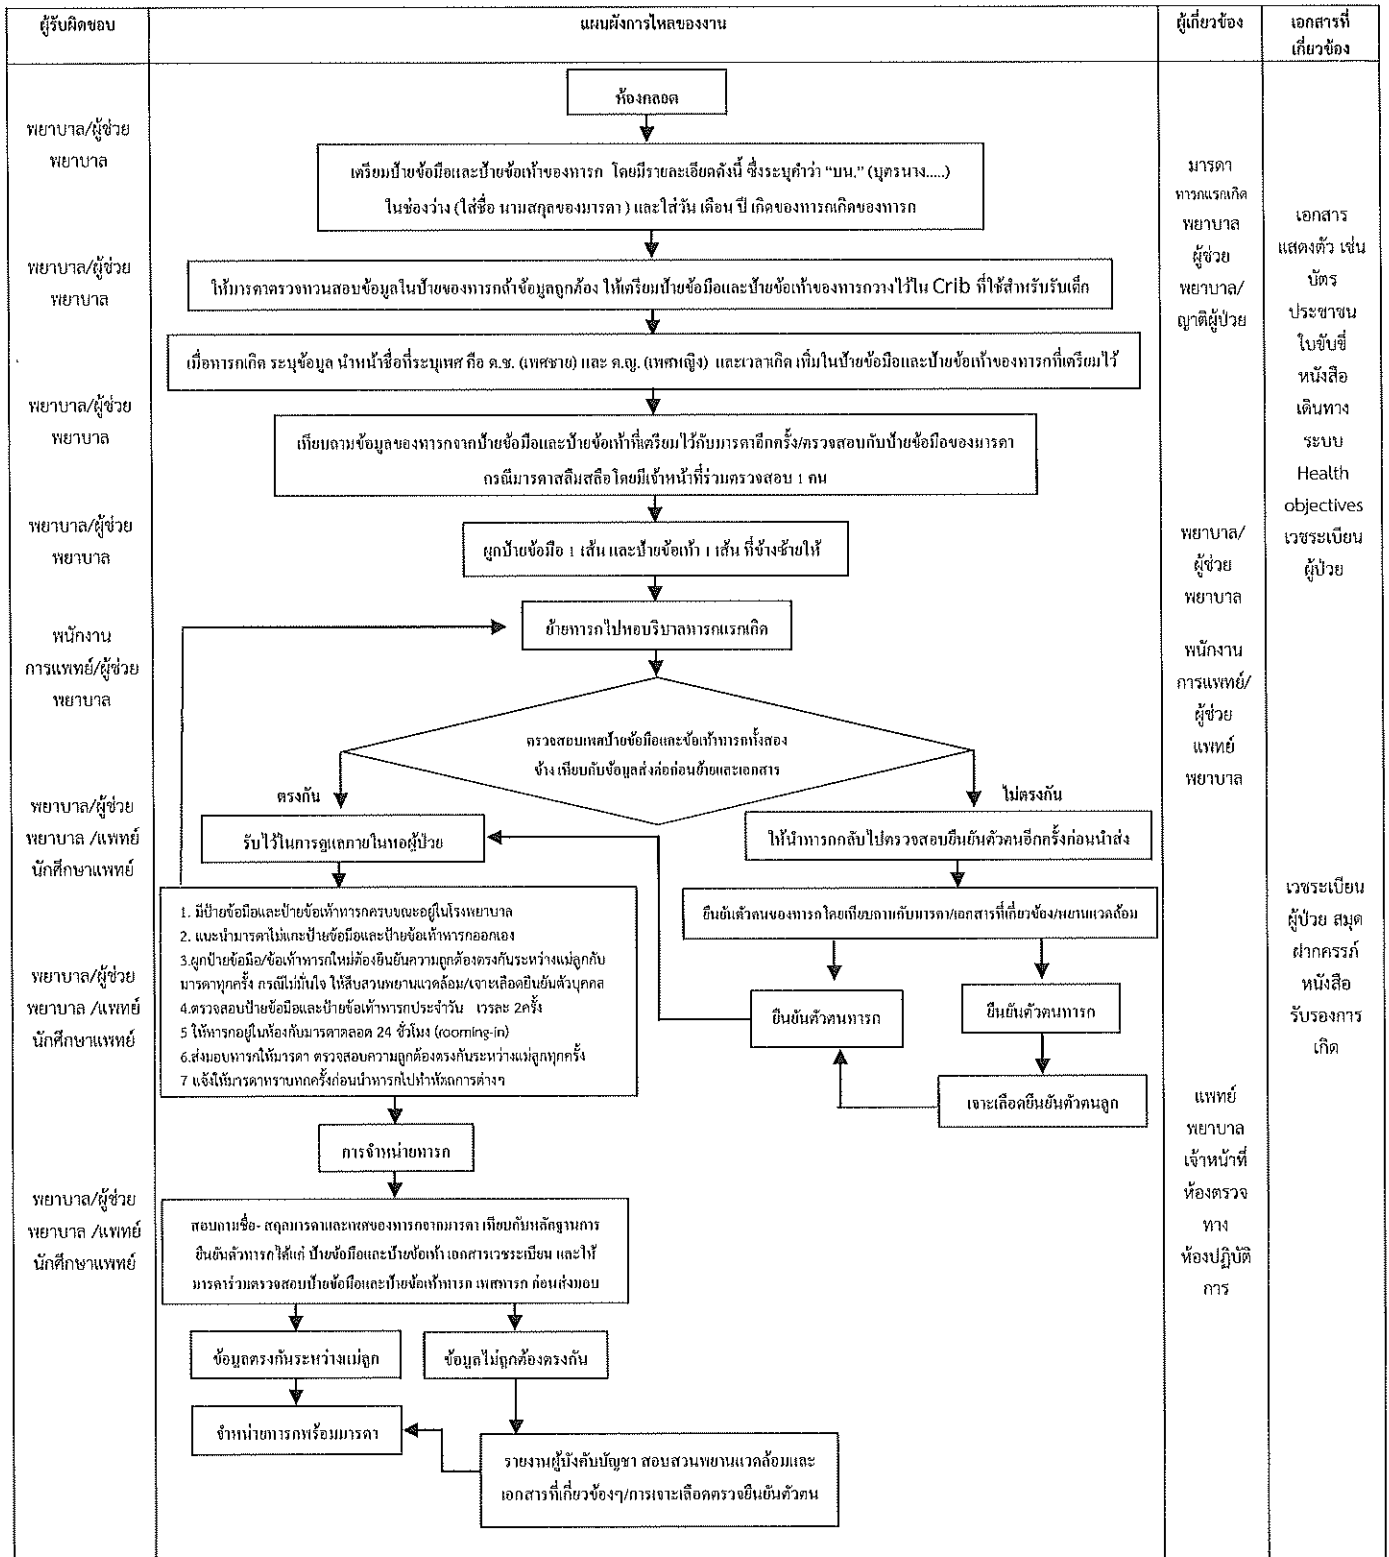 ผู้รับผิดชอบ
แผนผังการไหลของงาน
ผู้เกี่ยวข้อง
เอกสารที่
เกี่ยวข้อง
ห้องคลอด
พยาบาล/ผู้ช่วย
พยาบาล
เตรียมป้ายข้อมือและป้ายข้อเท้าของทารก โดยมีรายละเอียดดังนี้ ซึ่งระบุคำว่า “บน.” (บุตรนาง.....)
ในช่องว่าง (ใส่ชื่อ นามสกุลของมารดา ) และใส่วัน เดือน ปี เกิดของทารกเกิดของทารก
พยาบาล/ผู้ช่วย
พยาบาล
ให้มารดาตรวจทวนสอบข้อมูลในป้ายของทารกถ้าข้อมูลถูกต้อง ให้เตรียมป้ายข้อมือและป้ายข้อเท้าของทารกวางไว้ใน Crib ที่ใช้สำหรับรับเด็ก
เมื่อทารกเกิด ระบุข้อมูล นำหน้าชื่อที่ระบุเพศ คือ ด.ช. (เพศชาย) และ ด.ญ. (เพศหญิง) และเวลาเกิด เพิ่มในป้ายข้อมือและป้ายข้อเท้าของทารกที่เตรียมไว้
พยาบาล/ผู้ช่วย
พยาบาล
เทียบถามข้อมูลของทารกจากป้ายข้อมือและป้ายข้อเท้าที่เตรียมไว้กับมารดาอีกครั้ง/ตรวจสอบกับป้ายข้อมือของมารดา
กรณีมารดาสลึมสลือโดยมีเจ้าหน้าที่ร่วมตรวจสอบ 1 คน
พยาบาล/ผู้ช่วย
พยาบาล
ผูกป้ายข้อมือ 1 เส้น และป้ายข้อเท้า 1 เส้น ที่ข้างซ้ายให้
พนักงาน
การแพทย์/ผู้ช่วย
พยาบาล
ย้ายทารกไปหอบริบาลทารกแรกเกิด
ตรวจสอบเพศป้ายข้อมือและข้อเท้าทารกทั้งสอง
ข้าง เทียบกับข้อมูลส่งต่อก่อนย้ายและเอกสาร
ตรงกัน
ไม่ตรงกัน
พยาบาล/ผู้ช่วย
พยาบาล /แพทย์
นักศึกษาแพทย์
รับไว้ในการดูแลภายในหอผู้ป่วย
ให้นำทารกกลับไปตรวจสอบยืนยันตัวตนอีกครั้งก่อนนำส่ง
พยาบาล/ผู้ช่วย
พยาบาล /แพทย์
นักศึกษาแพทย์
1. มีป้ายข้อมือและป้ายข้อเท้าทารกครบขณะอยู่ในโรงพยาบาล
2. แนะนำมารดาไม่แกะป้ายข้อมือและป้ายข้อเท้าทารกออกเอง
3.ผูกป้ายข้อมือ/ข้อเท้าทารกใหม่ต้องยืนยันความถูกต้องตรงกันระหว่างแม่ลูกกับ
มารดาทุกครั้ง กรณีไม่มั่นใจ ให้สืบสวนพยานแวดล้อม/เจาะเลือดยืนยันตัวบุคคล
4.ตรวจสอบป้ายข้อมือและป้ายข้อเท้าทารกประจำวัน เวรละ 2ครั้ง
5 ให้ทารกอยู่ในห้องกับมารดาตลอด 24 ชั่วโมง (rooming-in)
6.ส่งมอบทารกให้มารดา ตรวจสอบความถูกต้องตรงกันระหว่างแม่ลูกทุกครั้ง
7 แจ้งให้มารดาทราบทุกครั้งก่อนนำทารกไปทำหัตถการต่างๆ
ยืนยันตัวตนของทารกโดยเทียบถามกับมารดา/เอกสารที่เกี่ยวข้อง/พยานแวดล้อม
ยืนยันตัวตนทารก
ยืนยันตัวตนทารก
เจาะเลือดยืนยันตัวตนลูก
การจำหน่ายทารก
พยาบาล/ผู้ช่วย
พยาบาล /แพทย์
นักศึกษาแพทย์
สอบถามชื่อ- สกุลมารดาและเพศของทารกจากมารดา เทียบกับหลักฐานการ
ยืนยันตัวทารกได้แก่ ป้ายข้อมือและป้ายข้อเท้า เอกสารเวชระเบียน และให้
มารดาร่วมตรวจสอบป้ายข้อมือและป้ายข้อเท้าทารก เพศทารก ก่อนส่งมอบ
ข้อมูลตรงกันระหว่างแม่ลูก
ข้อมูลไม่ถูกต้องตรงกัน
จำหน่ายทารกพร้อมมารดา
รายงานผู้บังคับบัญชา สอบสวนพยานแวดล้อมและ
เอกสารที่เกี่ยวข้องๆ/การเจาะเลือดตรวจยืนยันตัวตน
มารดา
ทารกแรกเกิด
พยาบาล
ผู้ช่วย
พยาบาล/
ญาติผู้ป่วย
พยาบาล/
ผู้ช่วย
พยาบาล
พนักงาน
การแพทย์/
ผู้ช่วย
แพทย์
พยาบาล
แพทย์
พยาบาล
เจ้าหน้าที่
ห้องตรวจ
ทาง
ห้องปฏิบัติ
การ
เอกสาร
แสดงตัว เช่น
บัตร
ประชาชน
ใบขับขี่
หนังสือ
เดินทาง
ระบบ
Health
objectives
เวชระเบียน
ผู้ป่วย
เวชระเบียน
ผู้ป่วย สมุด
ฝากครรภ์
หนังสือ
รับรองการ
เกิด